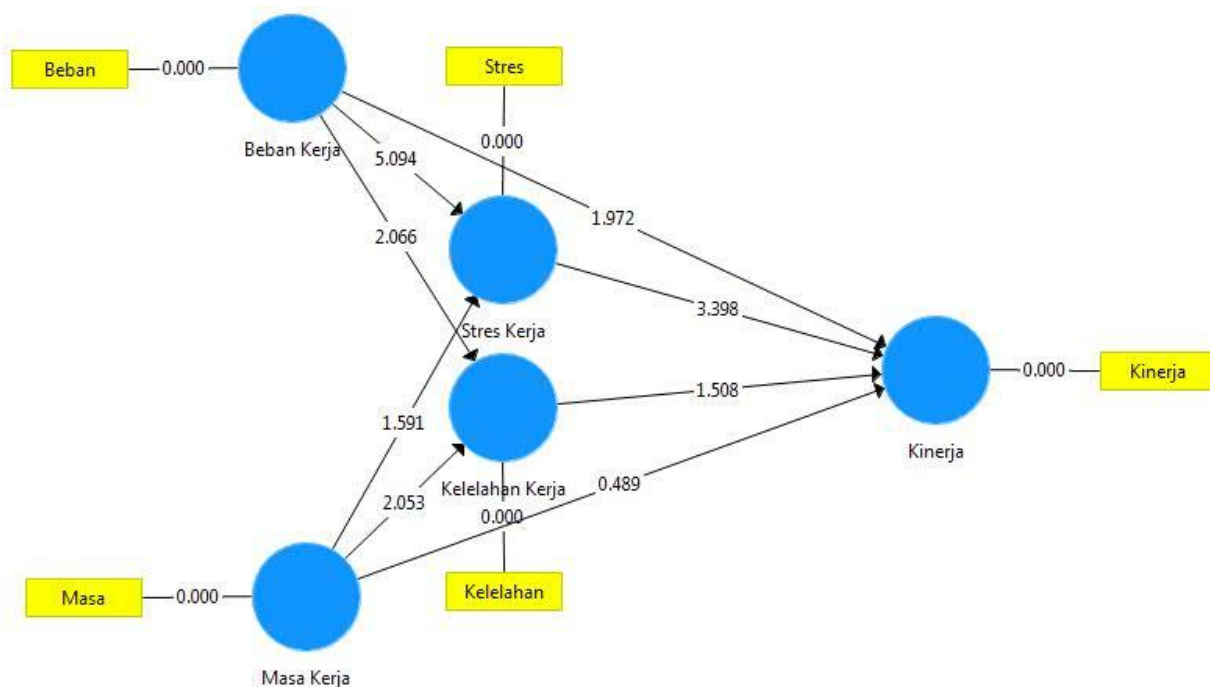 Beban
0.000
Beban Kerja
Stres
0.000
5.094
2.066
1.972
Stres Kerja
3.398
1.591
1.508
Kinerja
0.000
Kinerja
Kelelahan Kerja
2.053
0.489
0.000
Masa
0.000
Kelelahan
Masa Kerja